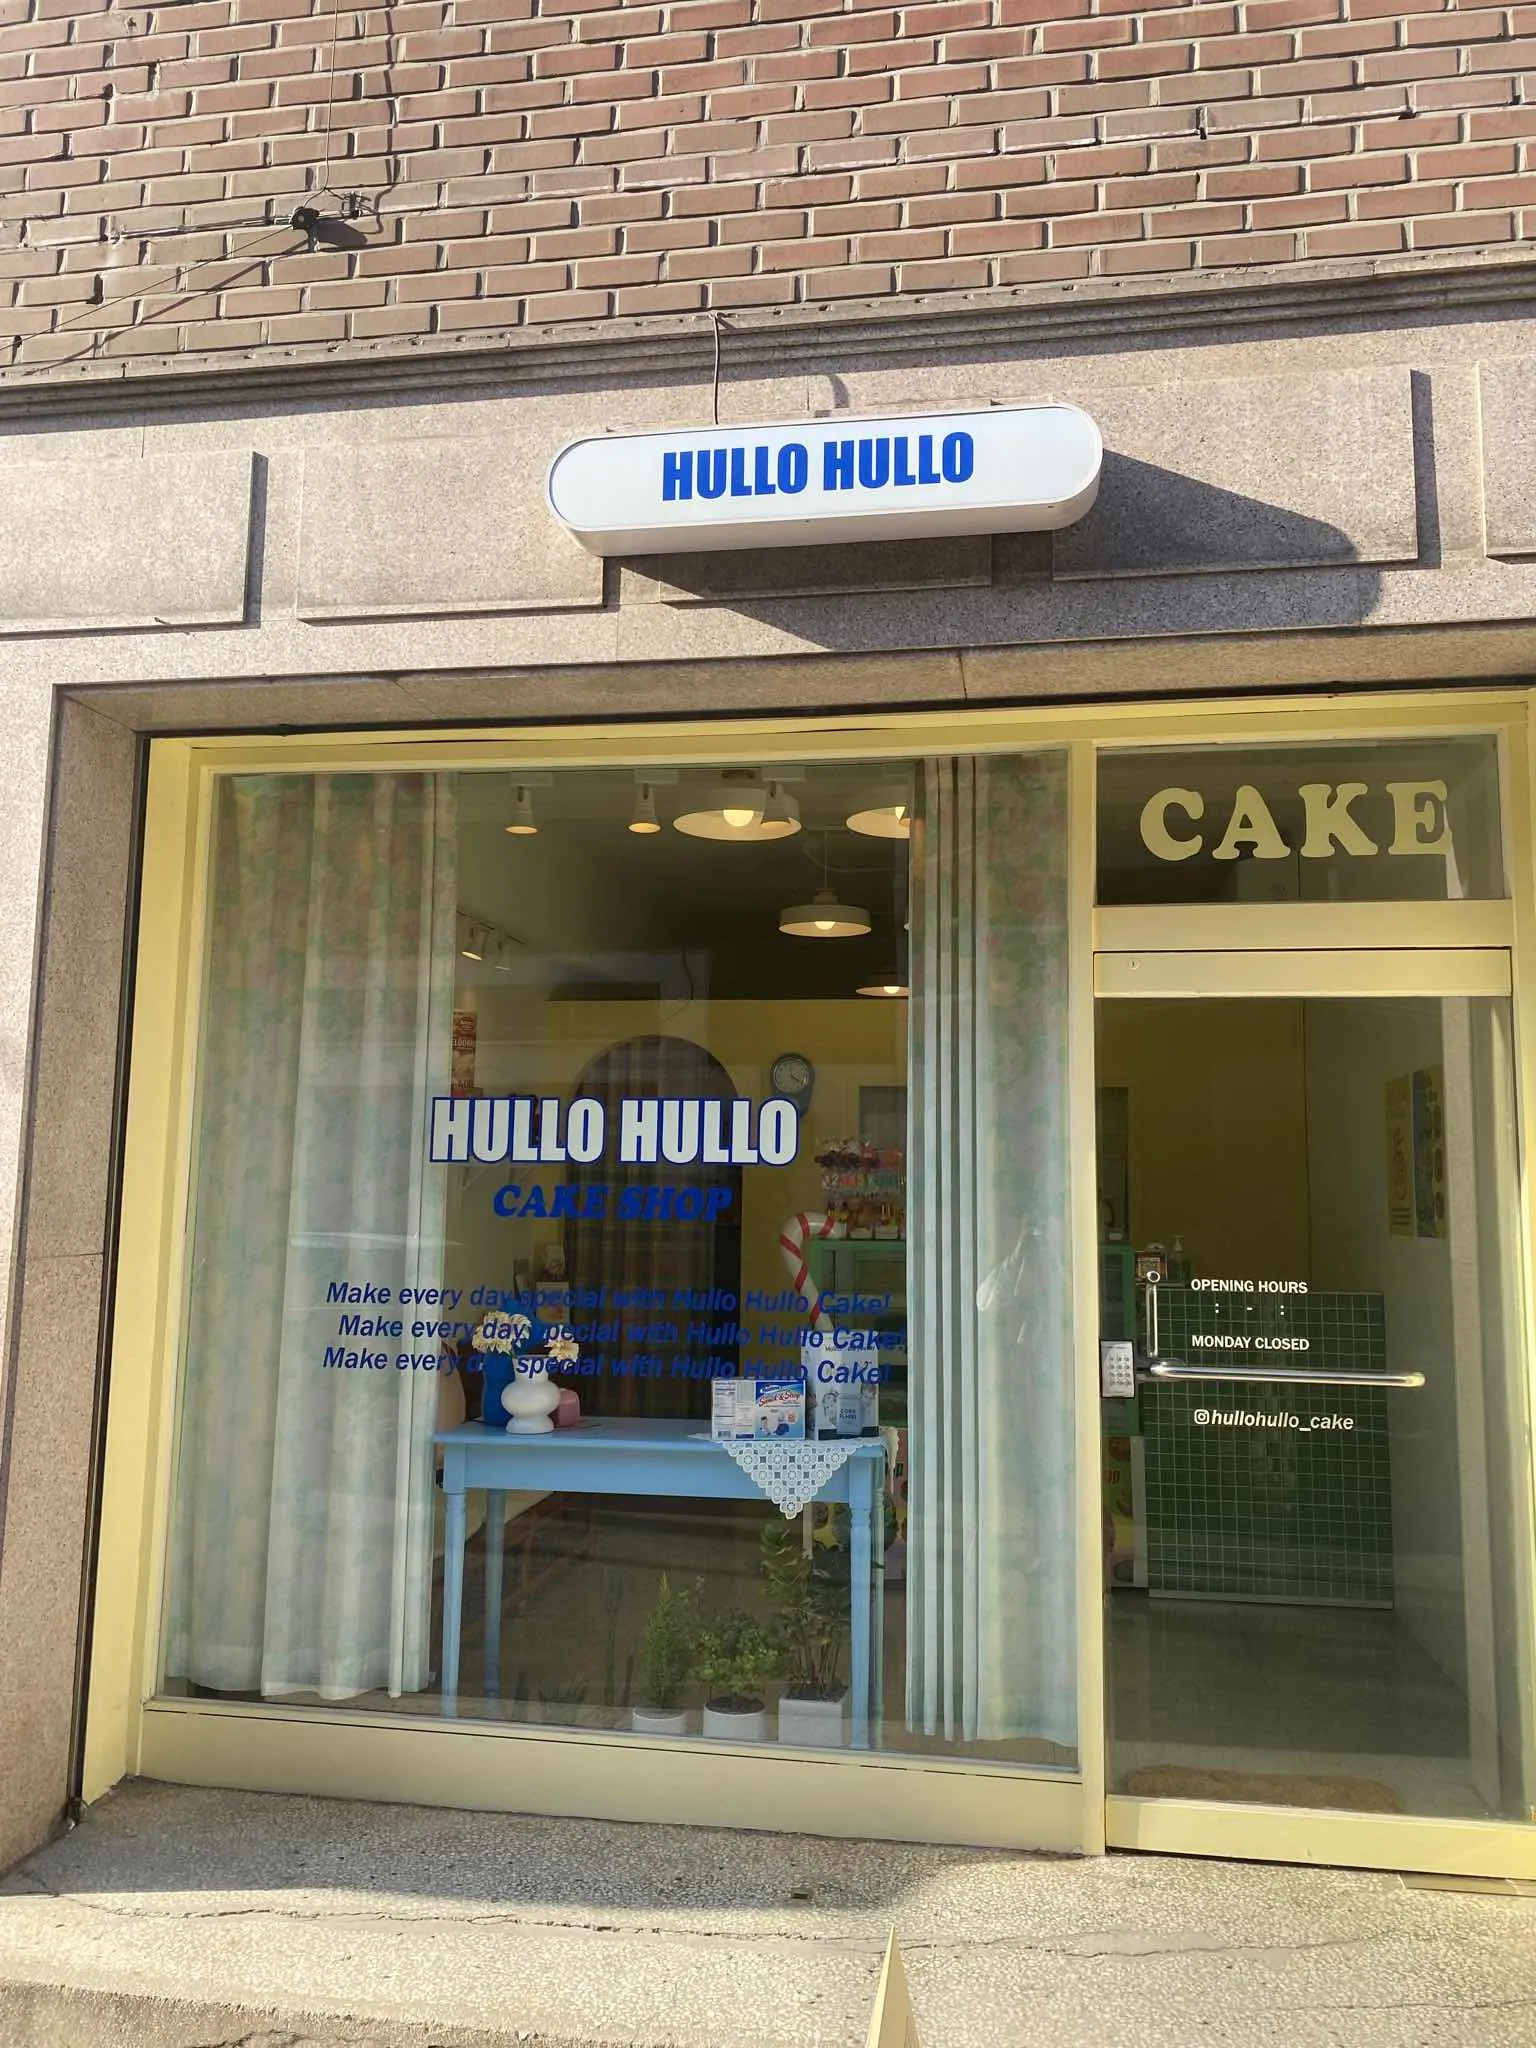 HULLO HULLO
CAKE
HULLO HULLO
CAKE SHOP
Make every day special with Hullo Hullo Cake!
Make every day special with Hullo Hullo Cake!
Make every day special with Hullo Hullo Cake!
OPENING HOURS
: - :
MONDAY CLOSED
@hullohullo_cake